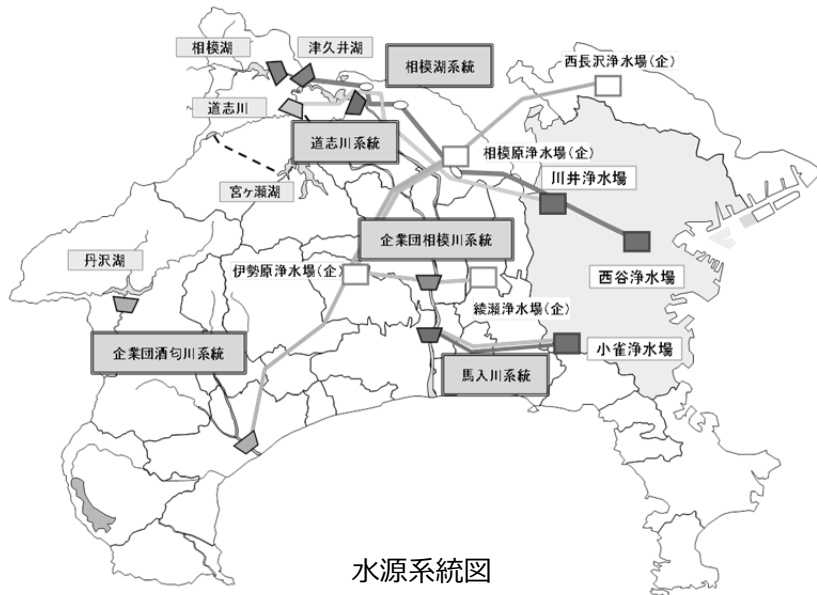 相模湖
津久井湖
相模湖系統
西長沢浄水場(企)
道志川
道志川系統
相模原浄水場(企)
川井浄水場
宮ヶ瀬湖
企業団相模川系統
丹沢湖
伊勢原浄水場(企)
西谷浄水場
綾瀬浄水場(企)
企業団酒匂川系統
小雀浄水場
馬入川系統
水源系統図